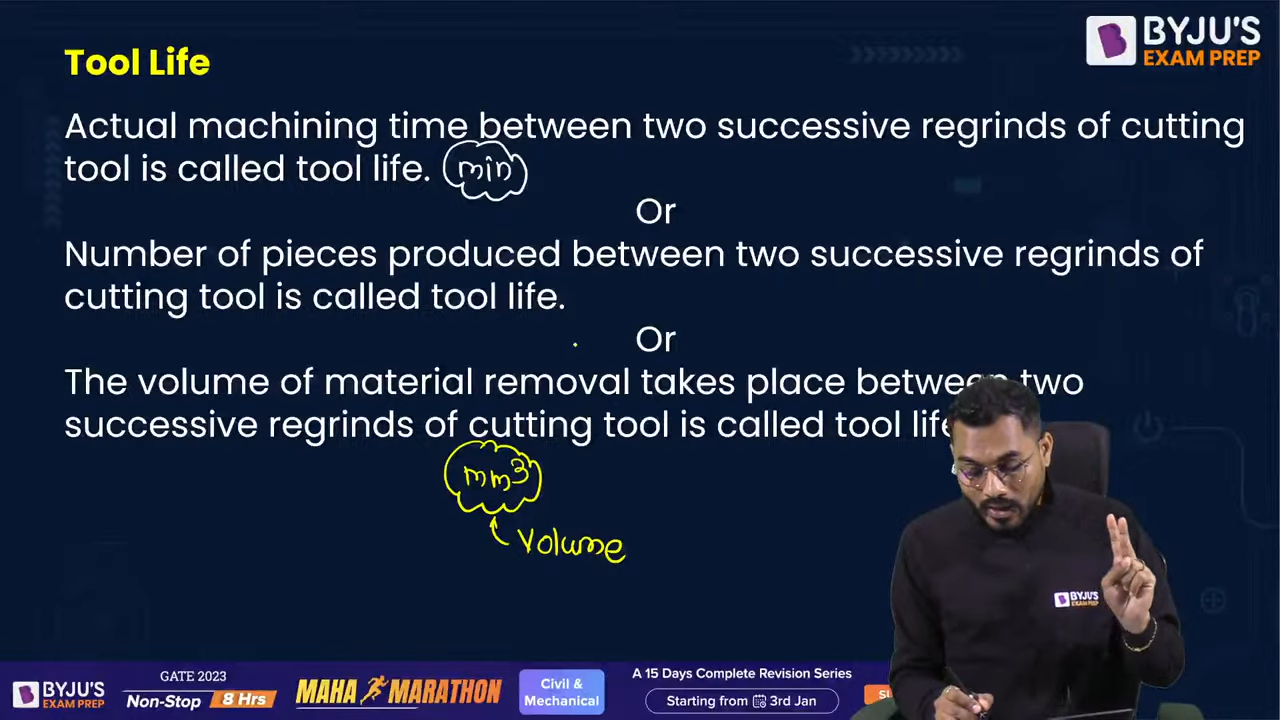 BYJU'S
EXAM PREP
Tool Life
Actual machining time between two successive regrinds of cutting
tool is called tool life. min
Or
Number of pieces produced between two successive regrinds of
cutting tool is called tool life.
Or
The volume of material removal takes place between two
successive regrinds of cutting tool is called tool life
mm3
Volume
BYJU'S
EXAM PREP
BYJU'S
EXAM PREP
GATE 2023
Non-Stop 8 Hrs
MAHA MARATHON
Civil &
Mechanical
A 15 Days Complete Revision Series
Starting from 3rd Jan